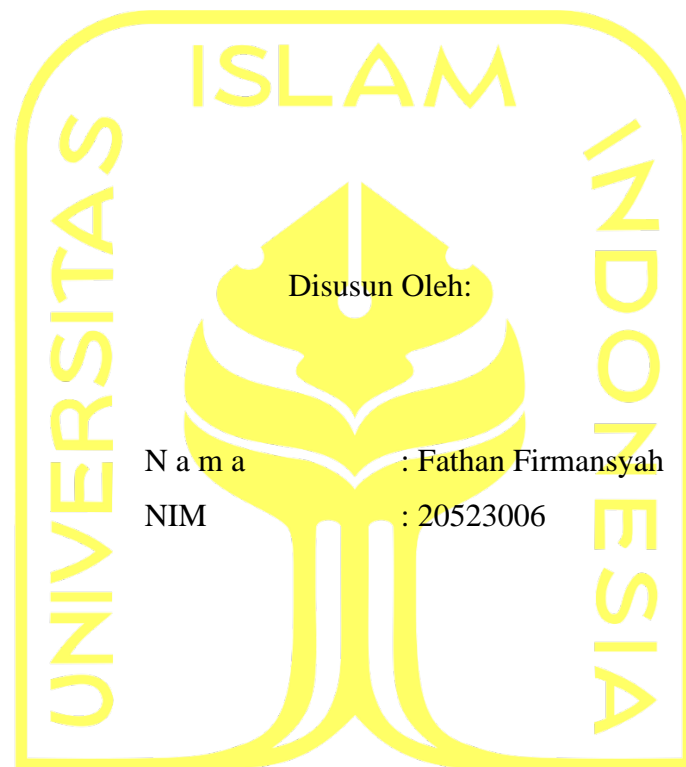 UNIVERSITAS ISLAM INDONESIA
Disusun Oleh:
N a m a : Fathan Firmansyah
NIM : 20523006